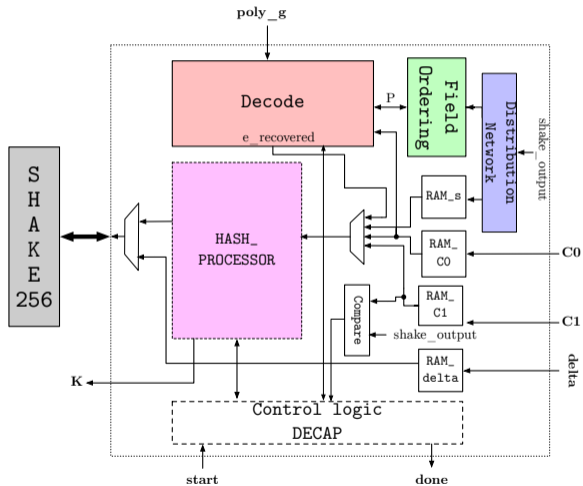 poly_g
Decode
e_recovered
P
Field
Ordering
Distribution
Network
shake_output
S
H
A
K
E
256
HASH_
PROCESSOR
RAM_s
RAM_
C0
C0
RAM_
C1
C1
Compare
shake_output
RAM_
delta
delta
K
Control logic
DECAP
start
done